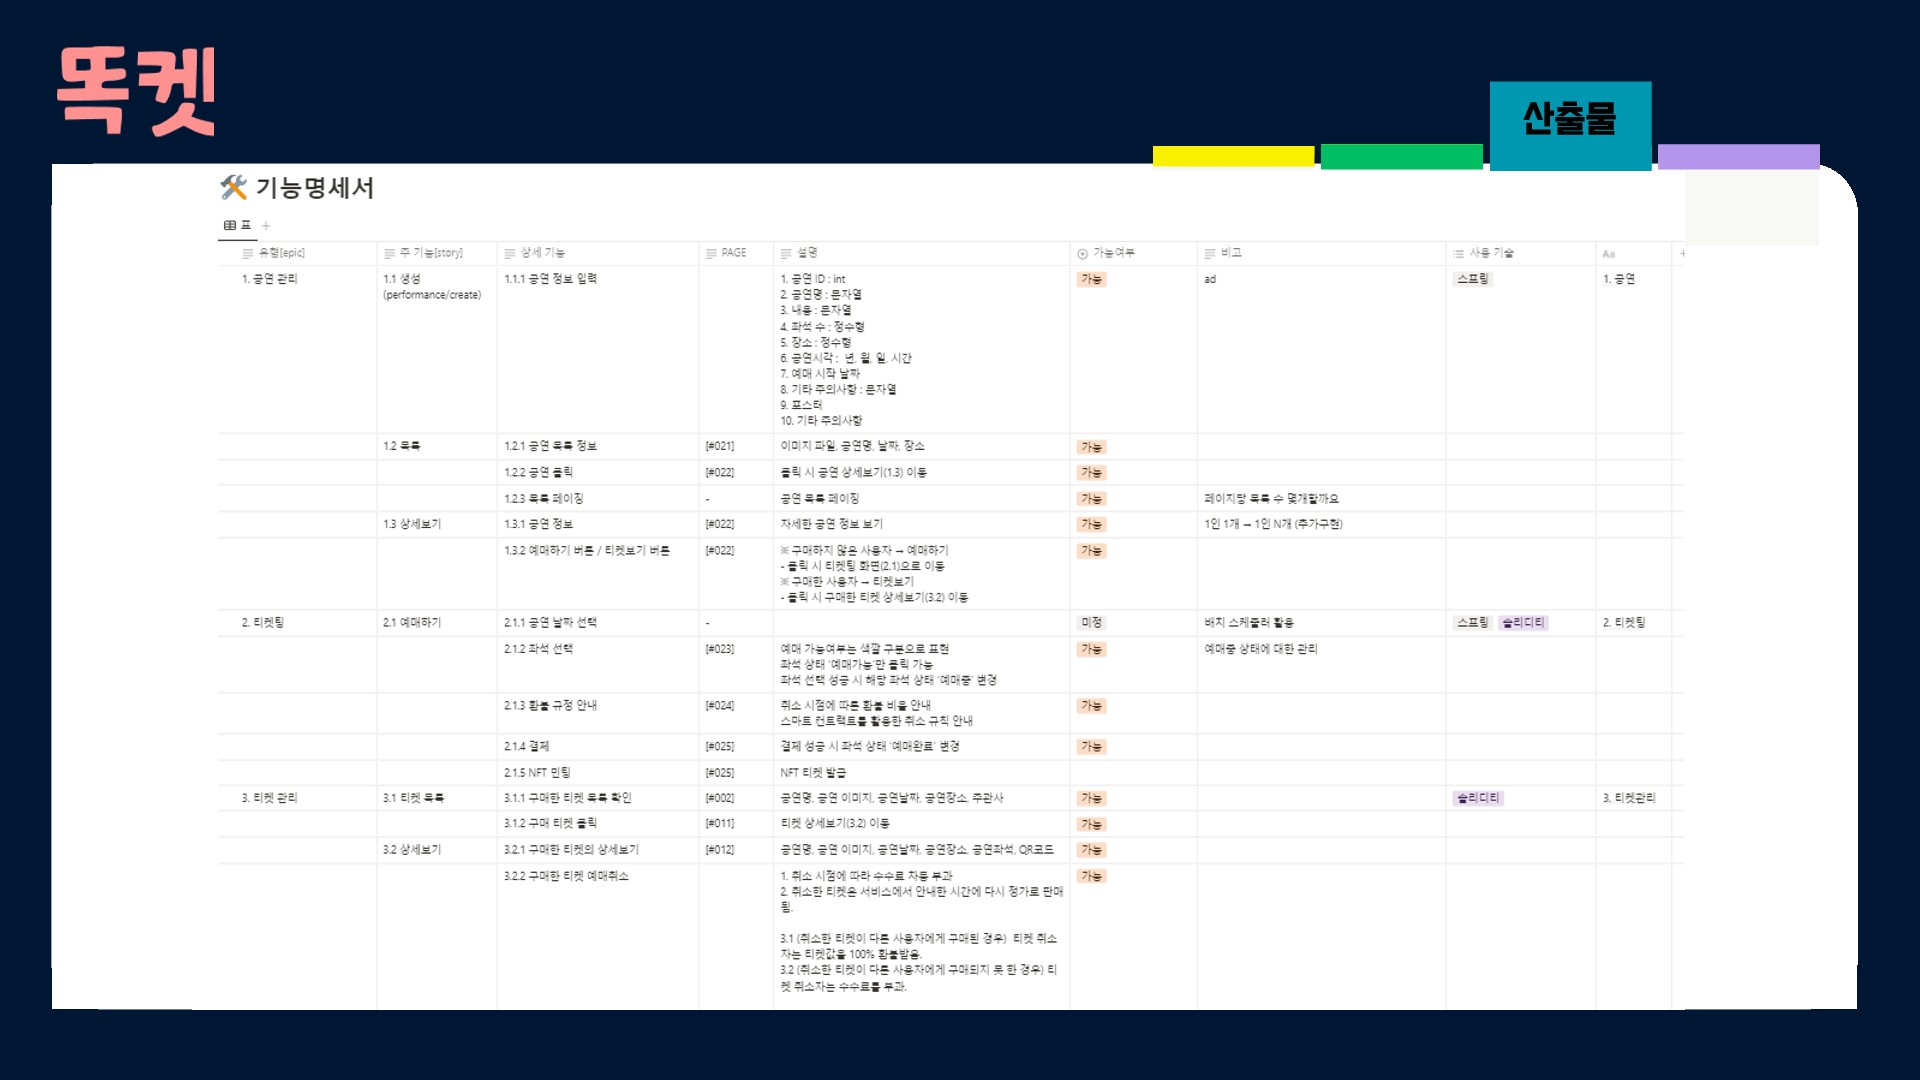 똑켓
산출물
기능명세서
표 +
유형[epic] 주 기능[story] 상세 기능 PAGE 설명 가능여부 비고 사용 기술 Aa +
1. 공연 관리 1.1 생성 1.1.1 공연 정보 입력 1. 공연 ID : int 가능 ad 스프링 1. 공연
(performance/create) 2. 공연명 : 문자열
3. 내용 : 문자열
4. 좌석 수 : 정수형
5. 장소 : 정수형
6. 공연시각 : 년, 월, 일, 시간
7. 예매 시작 날짜
8. 기타 주의사항 : 문자열
9. 포스터
10. 기타 주의사항
1.2 목록 1.2.1 공연 목록 정보 [#021] 이미지 파일, 공연명, 날짜, 장소 가능
1.2.2 공연 클릭 [#022] 클릭 시 공연 상세보기(1.3) 이동 가능
1.2.3 목록 페이징 - 공연 목록 페이징 가능 페이지당 목록 수 몇개할까요
1.3 상세보기 1.3.1 공연 정보 [#022] 자세한 공연 정보 보기 가능 1인 1개 → 1인 N개 (추가구현)
1.3.2 예매하기 버튼 / 티켓보기 버튼 [#022] ※ 구매하지 않은 사용자 → 예매하기 가능
- 클릭 시 티켓팅 화면(2.1)으로 이동
※ 구매한 사용자 → 티켓보기
- 클릭 시 구매한 티켓 상세보기(3.2) 이동
2. 티켓팅 2.1 예매하기 2.1.1 공연 날짜 선택 - 미정 배치 스케줄러 활용 스프링 솔리디티 2. 티켓팅
2.1.2 좌석 선택 [#023] 예매 가능여부는 색깔 구분으로 표현 가능 예매중 상태에 대한 관리
좌석 상태 '예매가능'만 클릭 가능
좌석 선택 성공 시 해당 좌석 상태 '예매중' 변경
2.1.3 환불 규정 안내 [#024] 취소 시점에 따른 환불 비율 안내 가능
스마트 컨트랙트를 활용한 취소 규칙 안내
2.1.4 결제 [#025] 결제 성공 시 좌석 상태 '예매완료' 변경 가능
2.1.5 NFT 민팅 [#025] NFT 티켓 발급
3. 티켓 관리 3.1 티켓 목록 3.1.1 구매한 티켓 목록 확인 [#002] 공연명, 공연 이미지, 공연날짜, 공연장소, 주관사 가능 솔리디티 3. 티켓관리
3.1.2 구매 티켓 클릭 [#011] 티켓 상세보기(3.2) 이동 가능
3.2 상세보기 3.2.1 구매한 티켓의 상세보기 [#012] 공연명, 공연 이미지, 공연날짜, 공연장소, 공연좌석, QR코드 가능
3.2.2 구매한 티켓 예매취소 1. 취소 시점에 따라 수수료 차등 부과 가능
2. 취소한 티켓은 서비스에서 안내한 시간에 다시 정가로 판매
됨.
3.1 (취소한 티켓이 다른 사용자에게 구매된 경우) 티켓 취소
자는 티켓값을 100% 환불받음.
3.2 (취소한 티켓이 다른 사용자에게 구매되지 못 한 경우) 티
켓 취소자는 수수료를 부과.